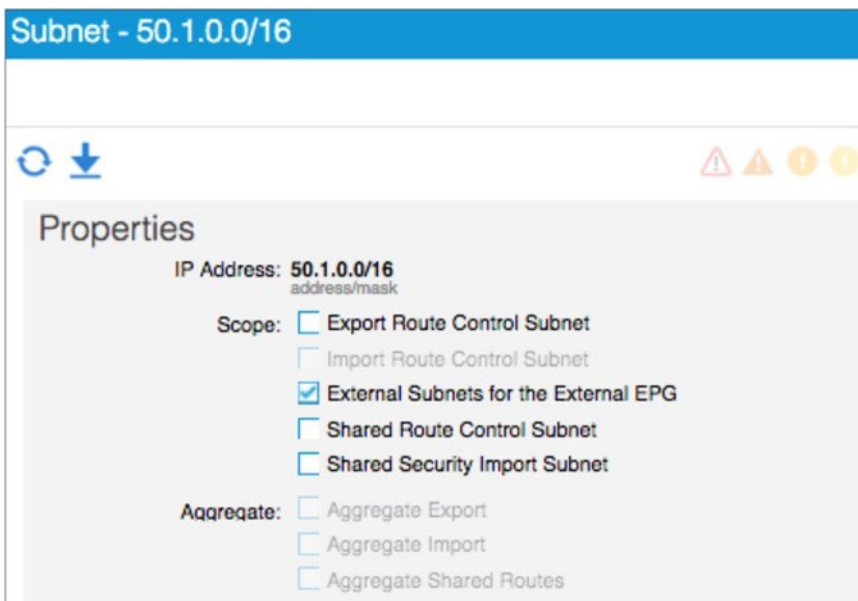 Subnet - 50.1.0.0/16
Properties
IP Address: 50.1.0.0/16
address/mask
Scope: Export Route Control Subnet
Import Route Control Subnet
External Subnets for the External EPG
Shared Route Control Subnet
Shared Security Import Subnet
Aggregate: Aggregate Export
Aggregate Import
Aggregate Shared Routes